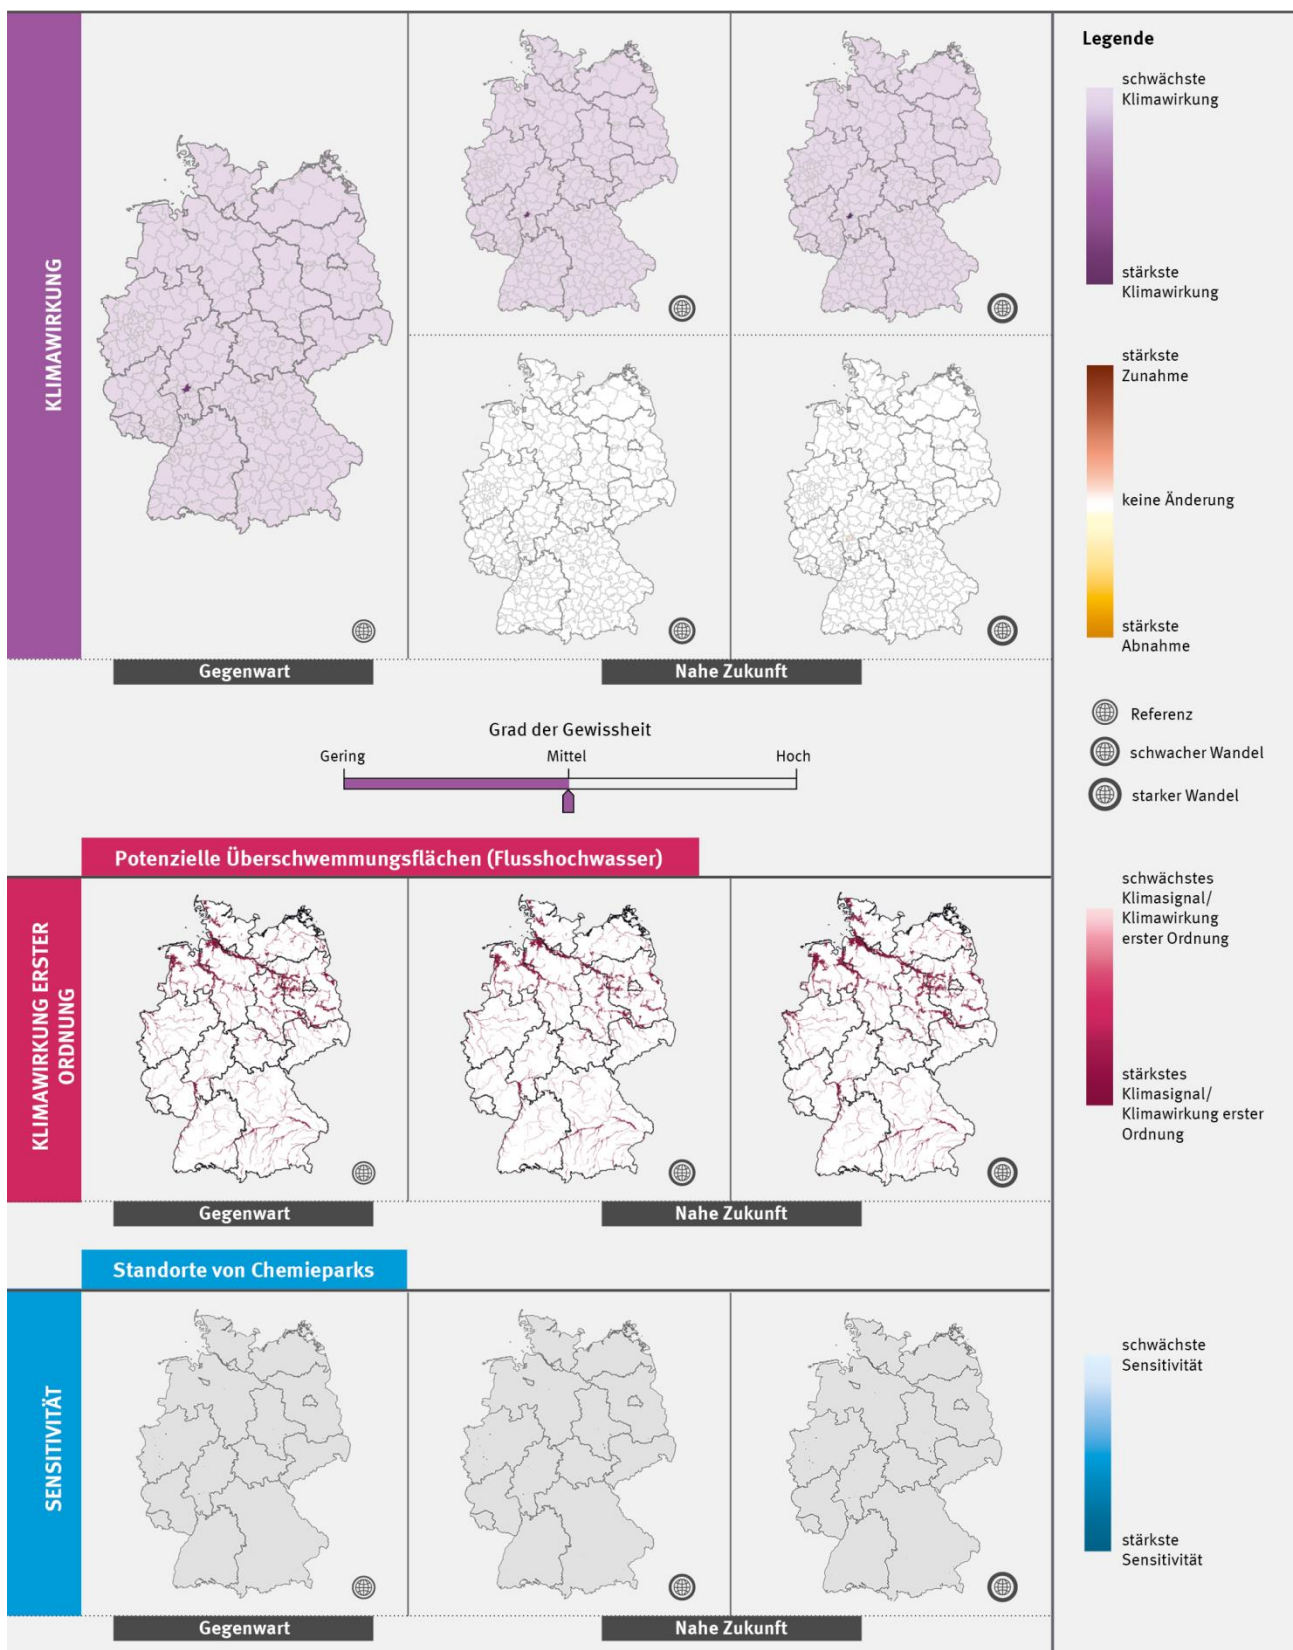 KLIMAWIRKUNG
Gegenwart
Nahe Zukunft
Grad der Gewissheit
Gering
Mittel
Hoch
Potenzielle Überschwemmungsflächen (Flusshochwasser)
KLIMAWIRKUNG ERSTER
ORDNUNG
Gegenwart
Nahe Zukunft
Standorte von Chemieparks
SENSITIVITÄT
Gegenwart
Nahe Zukunft
Legende
schwächste
Klimawirkung
stärkste
Klimawirkung
stärkste
Zunahme
keine Änderung
stärkste
Abnahme
Referenz
schwacher Wandel
starker Wandel
schwächstes
Klimasignal/
Klimawirkung
erster Ordnung
stärkstes
Klimasignal/
Klimawirkung erster
Ordnung
schwächste
Sensitivität
stärkste
Sensitivität